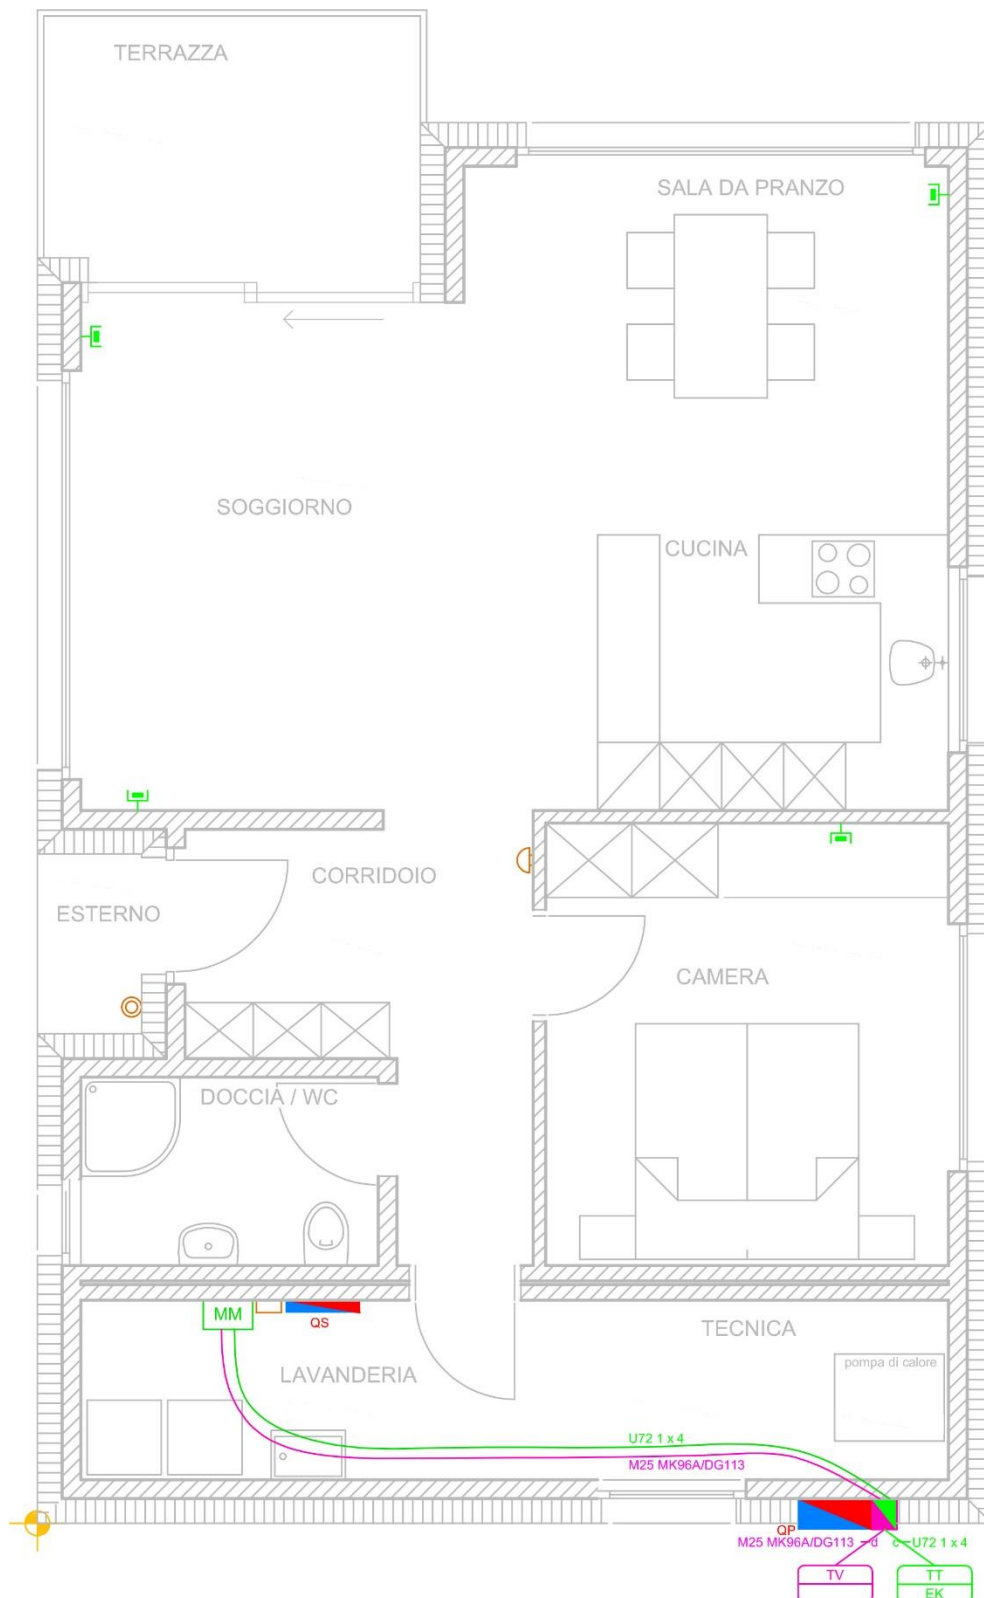 TERRAZZA
SALA DA PRANZO
SOGGIORNO
CUCINA
CORRIDOIO
ESTERNO
CAMERA
DOCCIA / WC
MM
QS
TECNICA
LAVANDERIA
pompa di calore
U72 1 x 4
M25 MK96A/DG113
QP
M25 MK96A/DG113 d c U72 1 x 4
TV
TT
EK